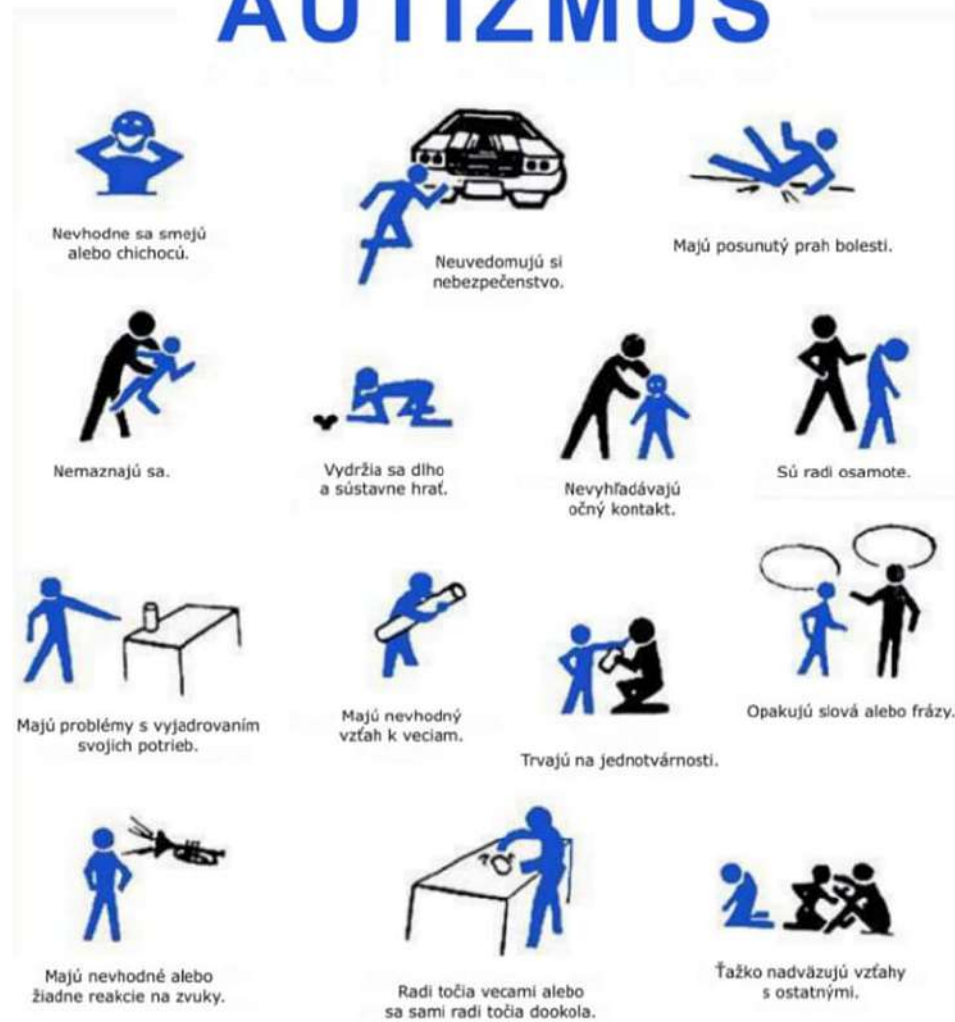 AUTIZMUS
Nevhodne sa smejú
alebo chichocú.
Neuvedomujú si
nebezpečenstvo.
Majú posunutý prah bolesti.
Nemaznajú sa.
Vydržia sa dlho
a sústavne hrať.
Nevyhľadávajú
očný kontakt.
Sú radi osamote.
Majú problémy s vyjadrovaním
svojich potrieb.
Majú nevhodný
vzťah k veciam.
Trvajú na jednotvárnosti.
Opakujú slová alebo frázy.
Majú nevhodné alebo
žiadne reakcie na zvuky.
Radi točia vecami alebo
sa sami radi točia dookola.
Ťažko nadväzujú vzťahy
s ostatnými.